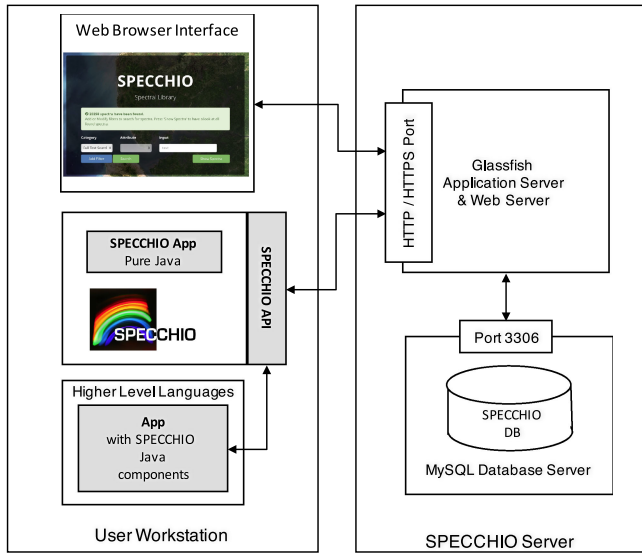 Web Browser Interface
SPECCHIO
Spectral Library
Category Attribute Input
SPECCHIO App
Pure Java
SPECCHIO
SPECCHIO API
Higher Level Languages
App
with SPECCHIO
Java
components
User Workstation
HTTP / HTTPS Port
Glassfish
Application Server
& Web Server
Port 3306
SPECCHIO
DB
MySQL Database Server
SPECCHIO Server